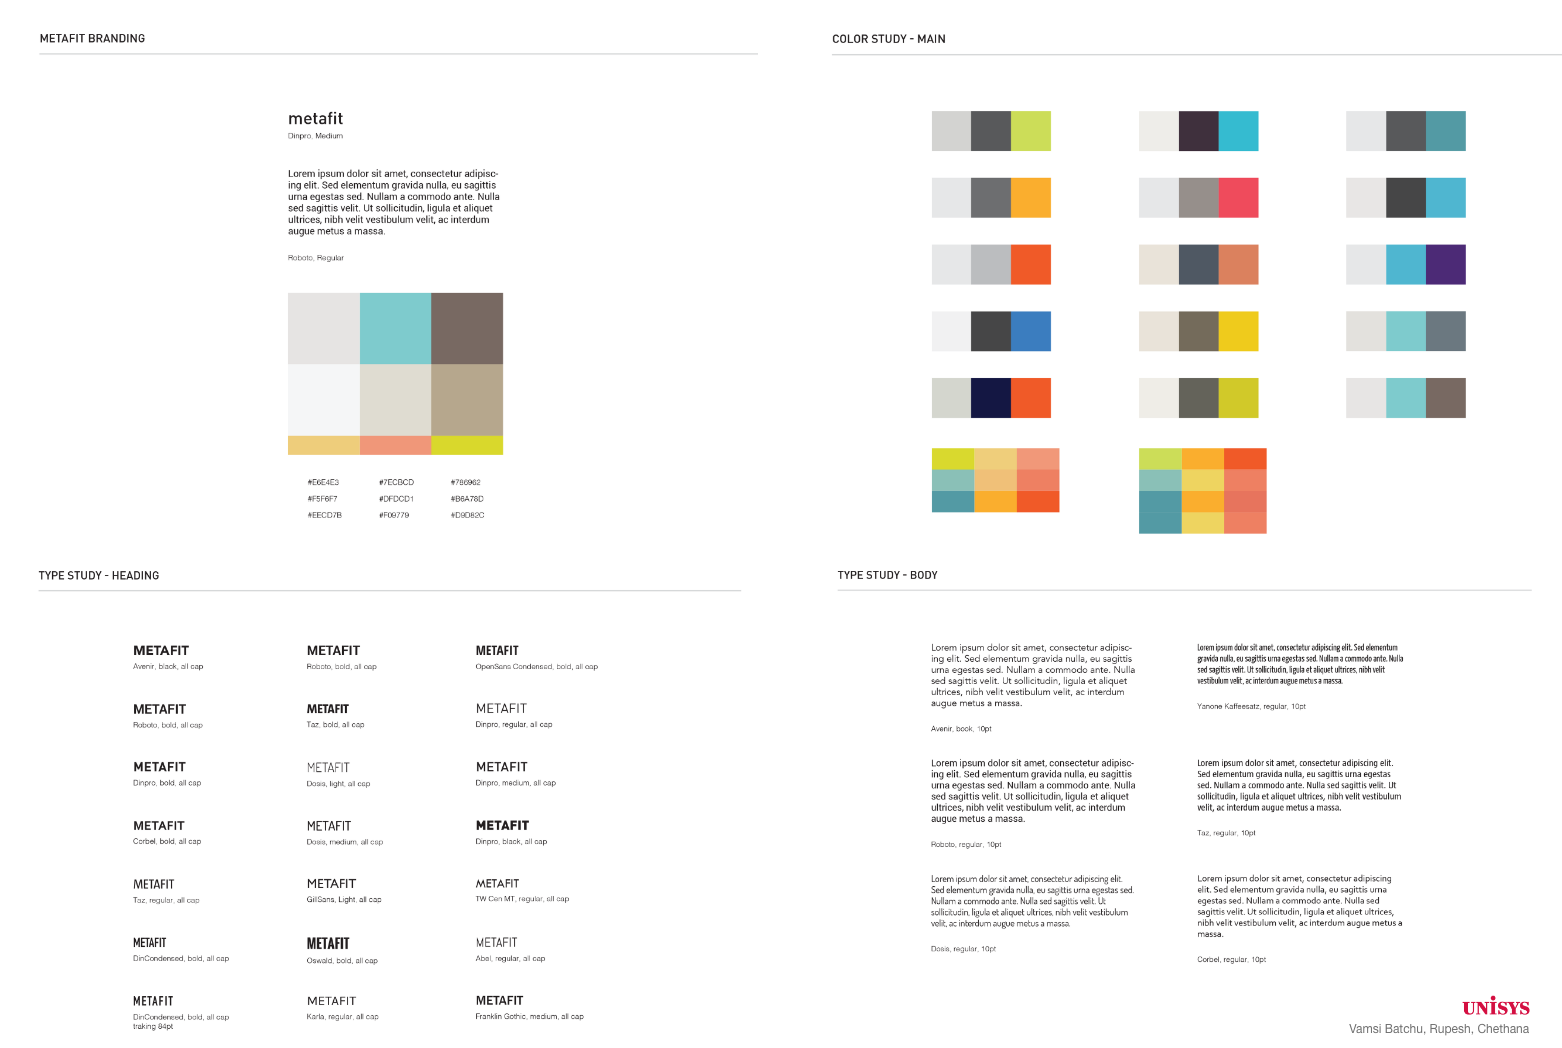 METAFIT BRANDING
metafit
Dinpro, Medium
Lorem ipsum dolor sit amet, consectetur adipisc-
ing elit. Sed elementum gravida nulla, eu sagittis
urna egestas sed. Nullam a commodo ante. Nulla
sed sagittis velit. Ut sollicitudin, ligula et aliquet
ultrices, nibh velit vestibulum velit, ac interdum
augue metus a massa.
Roboto, Regular
#E6E4E3 #7ECBCD #786962
#F5F6F7 #DFDCD1 #B6A78D
#EECD7B #F09779 #D9D82C
COLOR STUDY - MAIN
TYPE STUDY - HEADING
METAFIT METAFIT METAFIT
Avenir, black, all cap Roboto, bold, all cap OpenSans Condensed, bold, all cap
METAFIT METAFIT METAFIT
Roboto, bold, all cap Taz, bold, all cap Dinpro, regular, all cap
METAFIT METAFIT METAFIT
Dinpro, bold, all cap Dosis, light, all cap Dinpro, medium, all cap
METAFIT METAFIT METAFIT
Corbel, bold, all cap Dosis, medium, all cap Dinpro, black, all cap
METAFIT METAFIT METAFIT
Taz, regular, all cap GillSans, Light, all cap TW Cen MT, regular, all cap
METAFIT METAFIT METAFIT
DinCondensed, bold, all cap Oswald, bold, all cap Abel, regular, all cap
METAFIT METAFIT METAFIT
DinCondensed, bold, all cap Karla, regular, all cap Franklin Gothic, medium, all cap
traking 84pt
TYPE STUDY - BODY
Lorem ipsum dolor sit amet, consectetur adipisc-
ing elit. Sed elementum gravida nulla, eu sagittis
urna egestas sed. Nullam a commodo ante. Nulla
sed sagittis velit. Ut sollicitudin, ligula et aliquet
ultrices, nibh velit vestibulum velit, ac interdum
augue metus a massa.
Avenir, book, 10pt
Lorem ipsum dolor sit amet, consectetur adipiscing elit. Sed elementum
gravida nulla, eu sagittis urna egestas sed. Nullam a commodo ante. Nulla
sed sagittis velit. Ut sollicitudin, ligula et aliquet ultrices, nibh velit
vestibulum velit, ac interdum augue metus a massa.
Yanone Kaffeesatz, regular, 10pt
Lorem ipsum dolor sit amet, consectetur adipisc-
ing elit. Sed elementum gravida nulla, eu sagittis
urna egestas sed. Nullam a commodo ante. Nulla
sed sagittis velit. Ut sollicitudin, ligula et aliquet
ultrices, nibh velit vestibulum velit, ac interdum
augue metus a massa.
Roboto, regular, 10pt
Lorem ipsum dolor sit amet, consectetur adipiscing elit.
Sed elementum gravida nulla, eu sagittis urna egestas
sed. Nullam a commodo ante. Nulla sed sagittis velit. Ut
sollicitudin, ligula et aliquet ultrices, nibh velit vestibulum
velit, ac interdum augue metus a massa.
Taz, regular, 10pt
Lorem ipsum dolor sit amet, consectetur adipiscing elit.
Sed elementum gravida nulla, eu sagittis urna egestas sed.
Nullam a commodo ante. Nulla sed sagittis velit. Ut
sollicitudin, ligula et aliquet ultrices, nibh velit vestibulum
velit, ac interdum augue metus a massa.
Dosis, regular, 10pt
Lorem ipsum dolor sit amet, consectetur adipiscing
elit. Sed elementum gravida nulla, eu sagittis urna
egestas sed. Nullam a commodo ante. Nulla sed
sagittis velit. Ut sollicitudin, ligula et aliquet ultrices,
nibh velit vestibulum velit, ac interdum augue metus a
massa.
Corbel, regular, 10pt
UNiSYS
Vamsi Batchu, Rupesh, Chethana